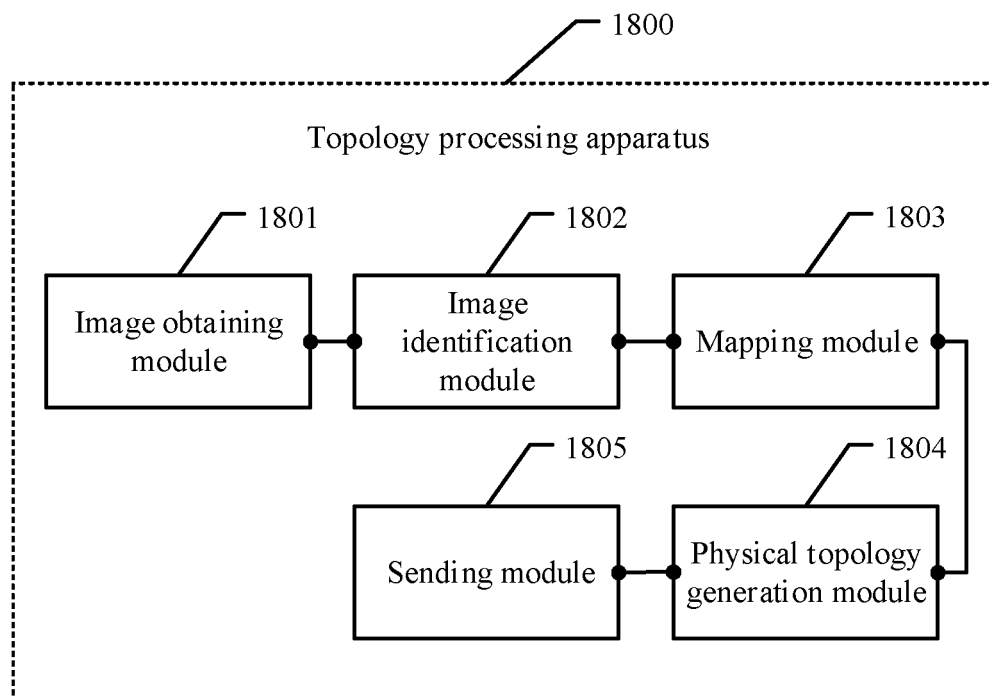 1800
Topology processing apparatus
1801
1802
1803
Image obtaining
module
Image
identification
module
Mapping module
1805
1804
Sending module
Physical topology
generation module